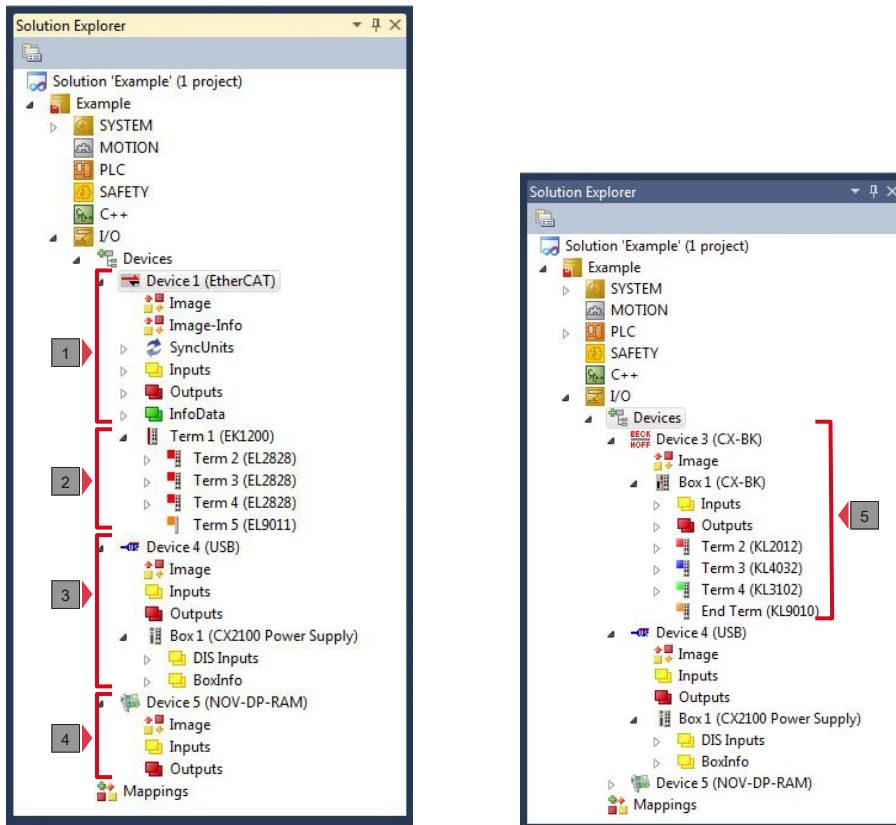 Solution Explorer
Solution 'Example' (1 project)
Example
SYSTEM
MOTION
PLC
SAFETY
C++
I/O
Devices
Device 1 (EtherCAT)
Image
Image-Info
1
SyncUnits
Inputs
Outputs
InfoData
Term 1 (EK1200)
Term 2 (EL2828)
2
Term 3 (EL2828)
Term 4 (EL2828)
Term 5 (EL9011)
Device 4 (USB)
Image
3
Inputs
Outputs
Box 1 (CX2100 Power Supply)
DIS Inputs
BoxInfo
Device 5 (NOV-DP-RAM)
Image
4
Inputs
Outputs
Mappings
Solution Explorer
Solution 'Example' (1 project)
Example
SYSTEM
MOTION
PLC
SAFETY
C++
I/O
Devices
BECK
HOFF
Device 3 (CX-BK)
Image
Box 1 (CX-BK)
Inputs
5
Outputs
Term 2 (KL2012)
Term 3 (KL4032)
Term 4 (KL3102)
End Term (KL9010)
Device 4 (USB)
Image
Inputs
Outputs
Box 1 (CX2100 Power Supply)
DIS Inputs
BoxInfo
Device 5 (NOV-DP-RAM)
Mappings